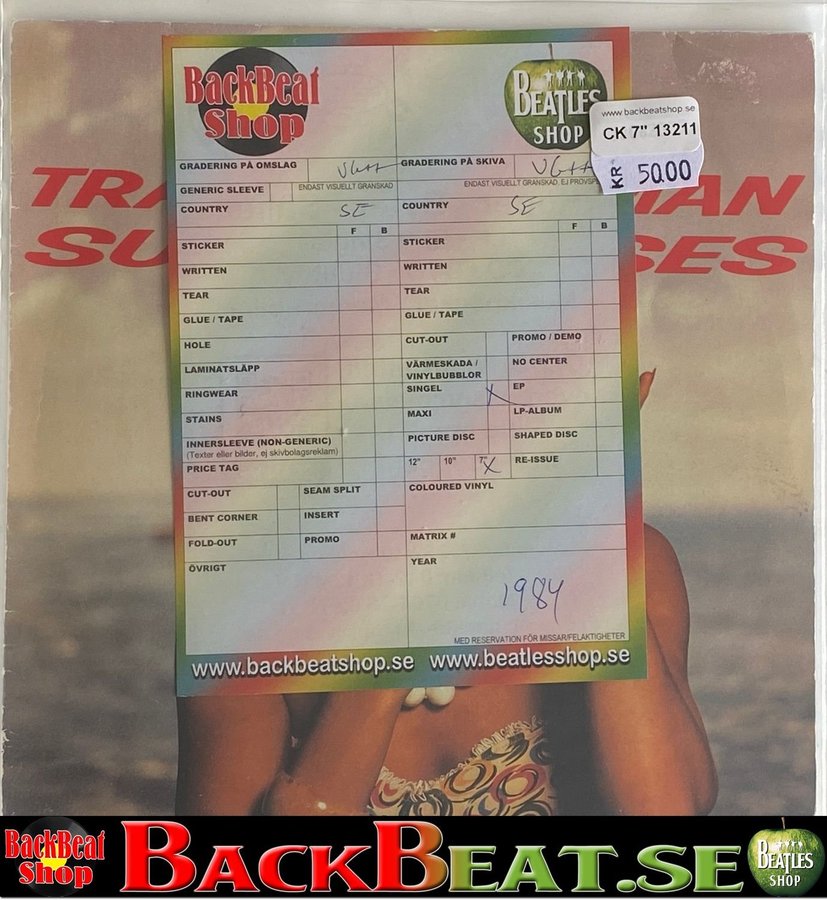 BackBeat
Shop
BEATLES
SHOP
www.backbeatshop.se
CK 7" 13211
KR 50.00
TRA
IAN
SU
SES
GRADERING PÅ OMSLAG
VG++
GRADERING PÅ SKIVA
VG++
GENERIC SLEEVE
ENDAST VISUELLT GRANSKAD
ENDAST VISUELLT GRANSKAD, EJ PROVSPE
COUNTRY SE
COUNTRY SE
F B
F B
STICKER
STICKER
WRITTEN
WRITTEN
TEAR
TEAR
GLUE / TAPE
GLUE / TAPE
HOLE
CUT-OUT
PROMO / DEMO
LAMINATSLÄPP
VÄRMESKADA /
VINYLBUBBLOR
NO CENTER
RINGWEAR
SINGEL X
EP
STAINS
MAXI
LP-ALBUM
INNERSLEEVE (NON-GENERIC)
(Texter eller bilder, ej skivbolagsreklam)
PICTURE DISC
SHAPED DISC
PRICE TAG
12" 10" 7" X
RE-ISSUE
CUT-OUT
SEAM SPLIT
COLOURED VINYL
BENT CORNER
INSERT
FOLD-OUT
PROMO
MATRIX #
ÖVRIGT
YEAR
1984
MED RESERVATION FÖR MISSAR/FELAKTIGHETER
www.backbeatshop.se www.beatlesshop.se
BackBeat
Shop
BACKBEAT.SE
BEATLES
SHOP